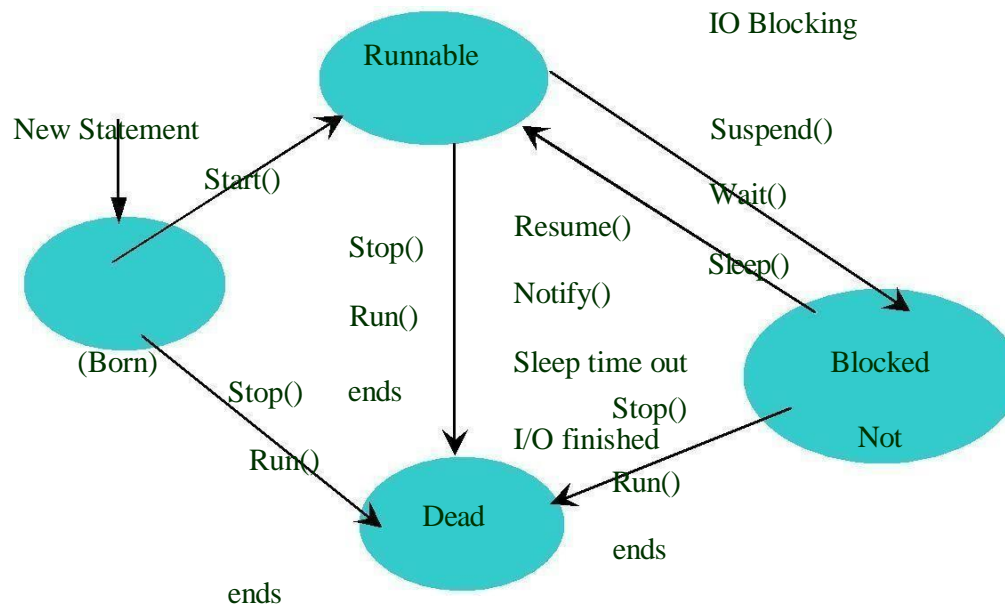 IO Blocking
Runnable
New Statement
Suspend()
Start()
Wait()
Resume()
Stop()
Sleep()
Notify()
Run()
(Born)
Sleep time out
Blocked
Stop()
ends
Stop()
I/O finished
Not
Run()
Run()
Dead
ends
ends